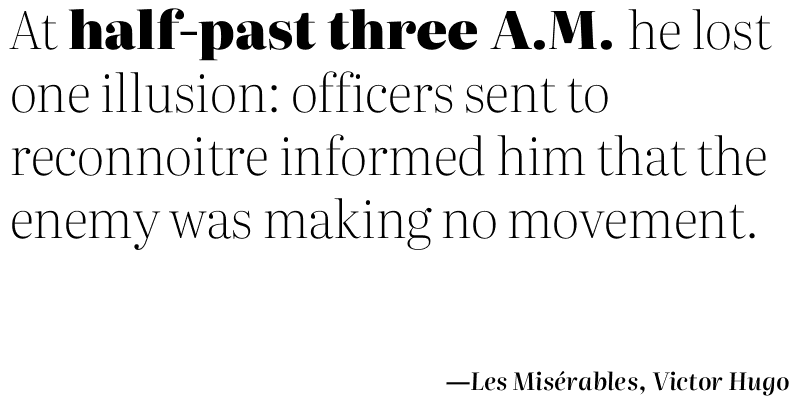 At half-past three A.M. he lost
one illusion: officers sent to
reconnoitre informed him that the
enemy was making no movement.
—Les Misérables, Victor Hugo